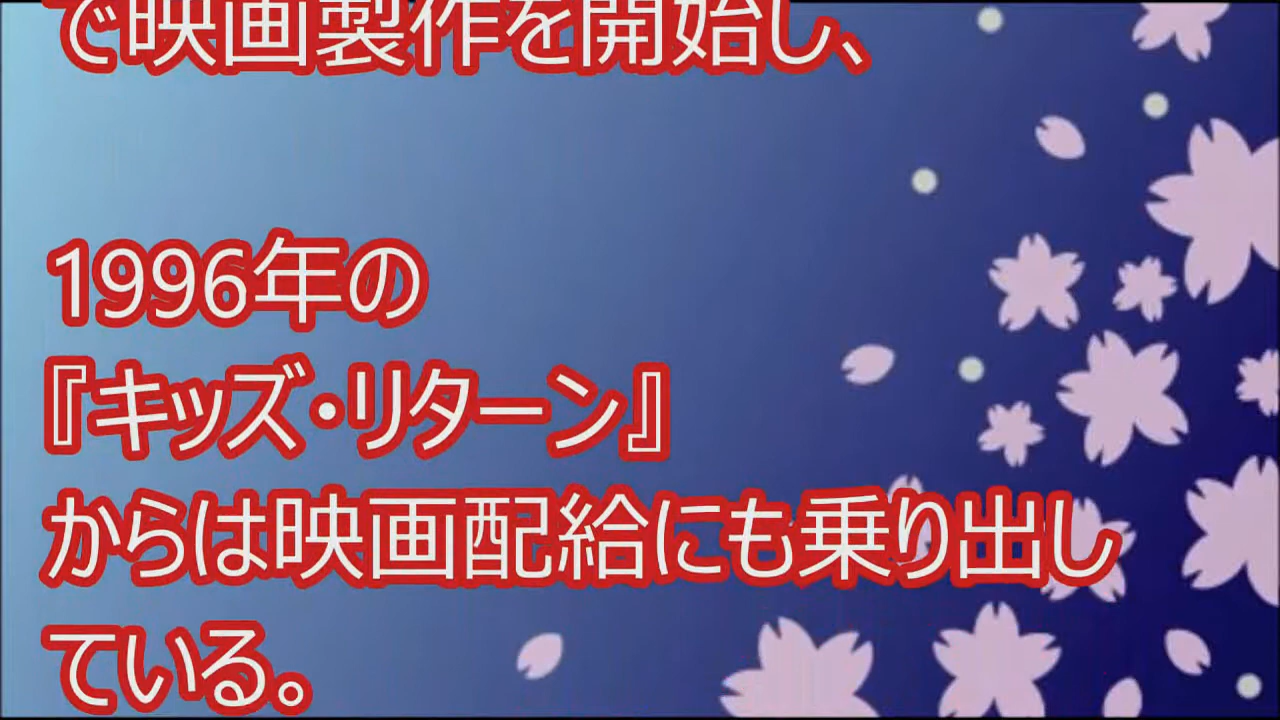 で映画製作を開始し、
1996年の
『キッズ・リターン』
からは映画配給にも乗り出し
ている。